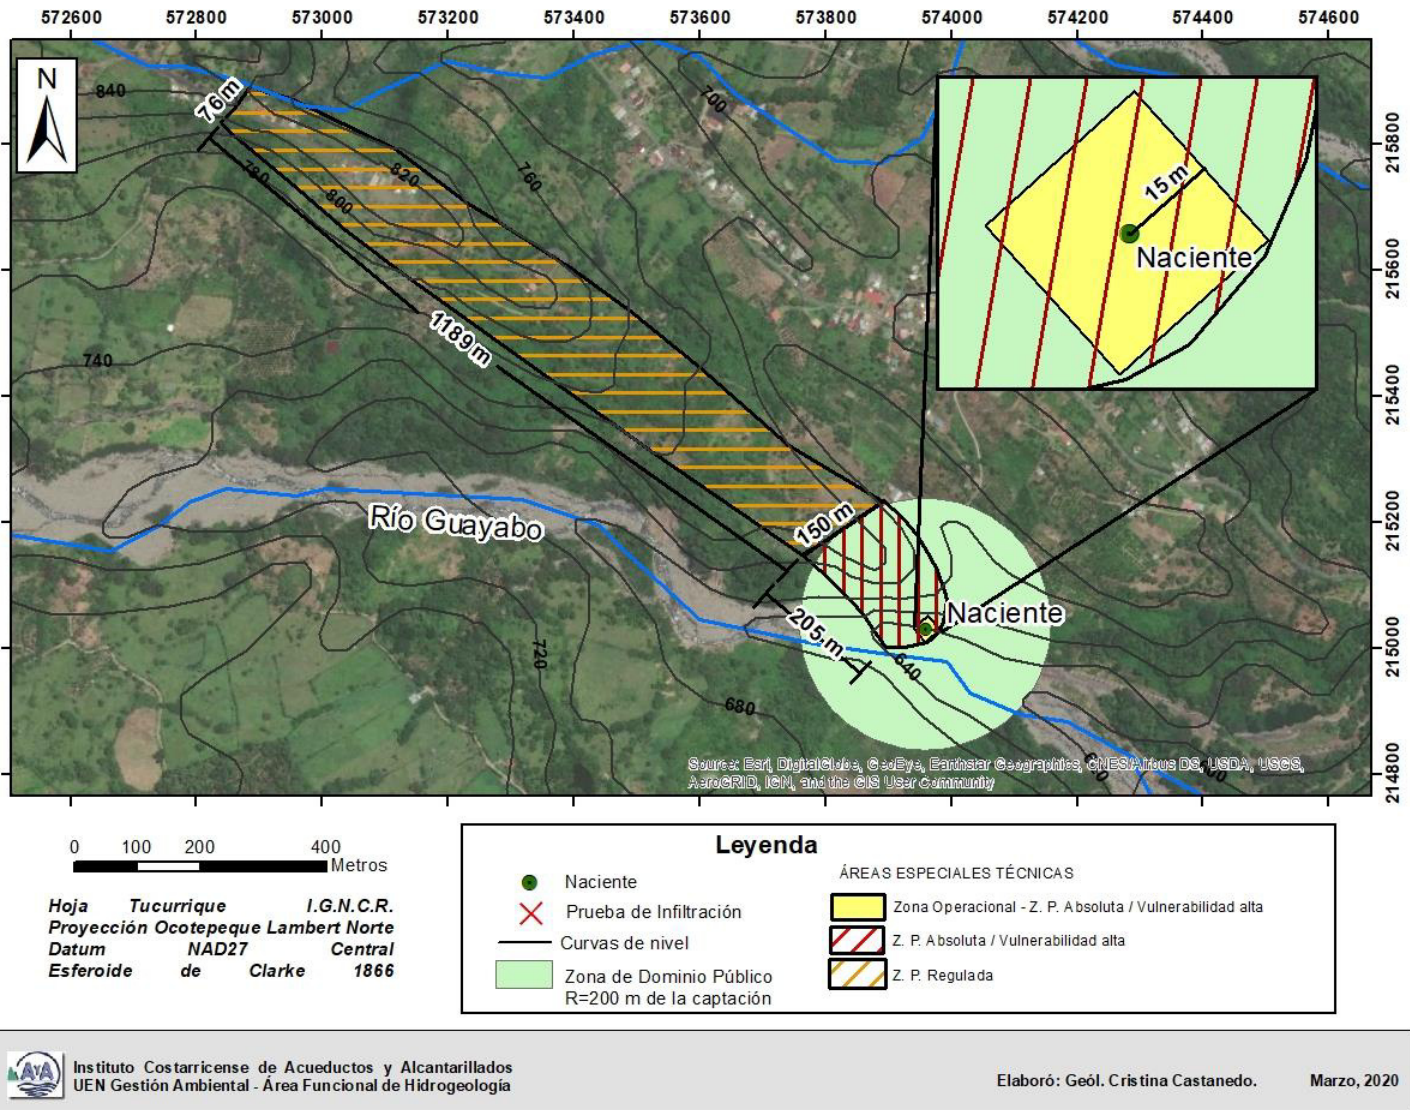 572600 572800 573000 573200 573400 573600 573800 574000 574200 574400 574600
N
840
76 m
700
215800
780
820
760
800
15 m
Naciente
215600
1189 m
740
215400
Río Guayabo
150 m
215200
Naciente
205 m
720
640
215000
680
600
Source: Esri, DigitalGlobe, GeoEye, Earthstar Geographics, CNES/Airbus DS, USDA, USGS,
AeroGRID, IGN, and the GIS User Community
214800
0 100 200 400
Metros
Hoja Tucurrique I.G.N.C.R.
Proyección Ocotepeque Lambert Norte
Datum NAD27 Central
Esferoide de Clarke 1866
Leyenda
Naciente
Prueba de Infiltración
Curvas de nivel
Zona de Dominio Público
R=200 m de la captación
ÁREAS ESPECIALES TÉCNICAS
Zona Operacional - Z. P. Absoluta / Vulnerabilidad alta
Z. P. Absoluta / Vulnerabilidad alta
Z. P. Regulada
AyA
Instituto Costarricense de Acueductos y Alcantarillados
UEN Gestión Ambiental - Área Funcional de Hidrogeología
Elaboró: Geól. Cristina Castanedo. Marzo, 2020